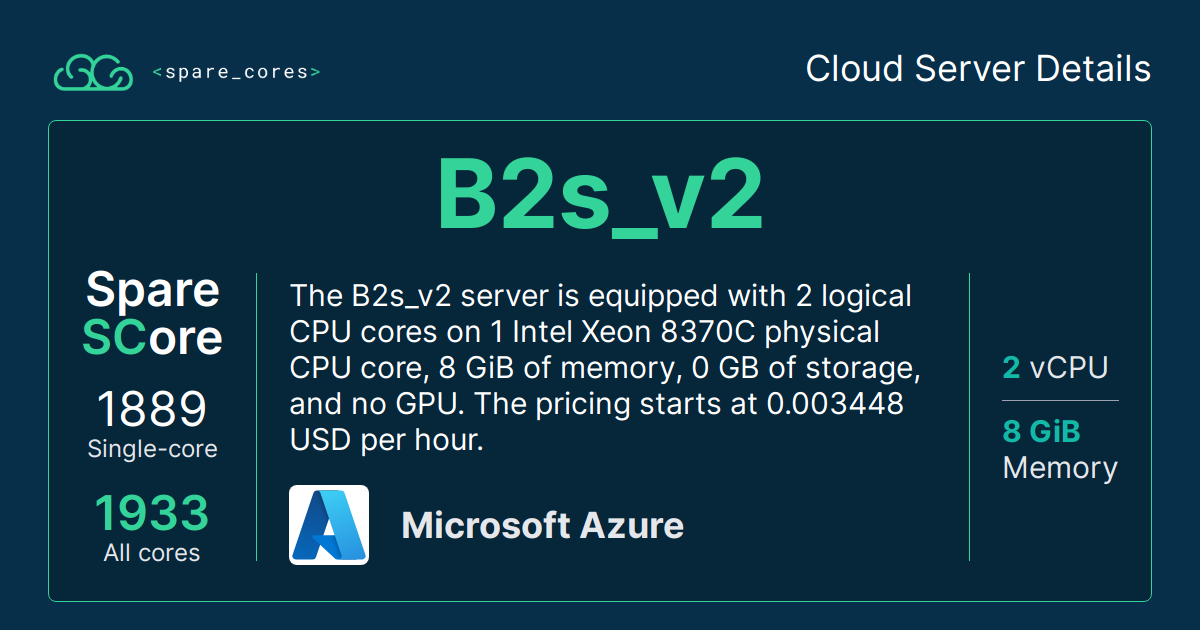 <spare_cores>
Cloud Server Details
B2s_v2
Spare
SCore
1889
Single-core
1933
All cores
The B2s_v2 server is equipped with 2 logical
CPU cores on 1 Intel Xeon 8370C physical
CPU core, 8 GiB of memory, 0 GB of storage,
and no GPU. The pricing starts at 0.003448
USD per hour.
Microsoft Azure
2 vCPU
8 GiB
Memory